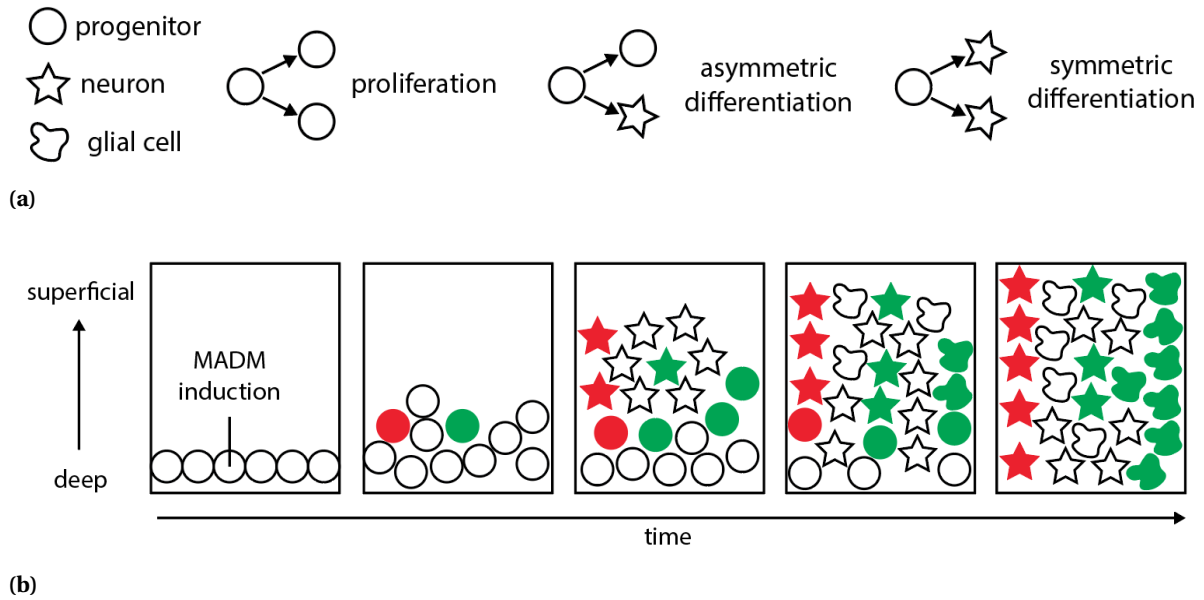 progenitor
neuron
glial cell
proliferation
asymmetric
differentiation
symmetric
differentiation
(a)
superficial
deep
MADM
induction
time
(b)